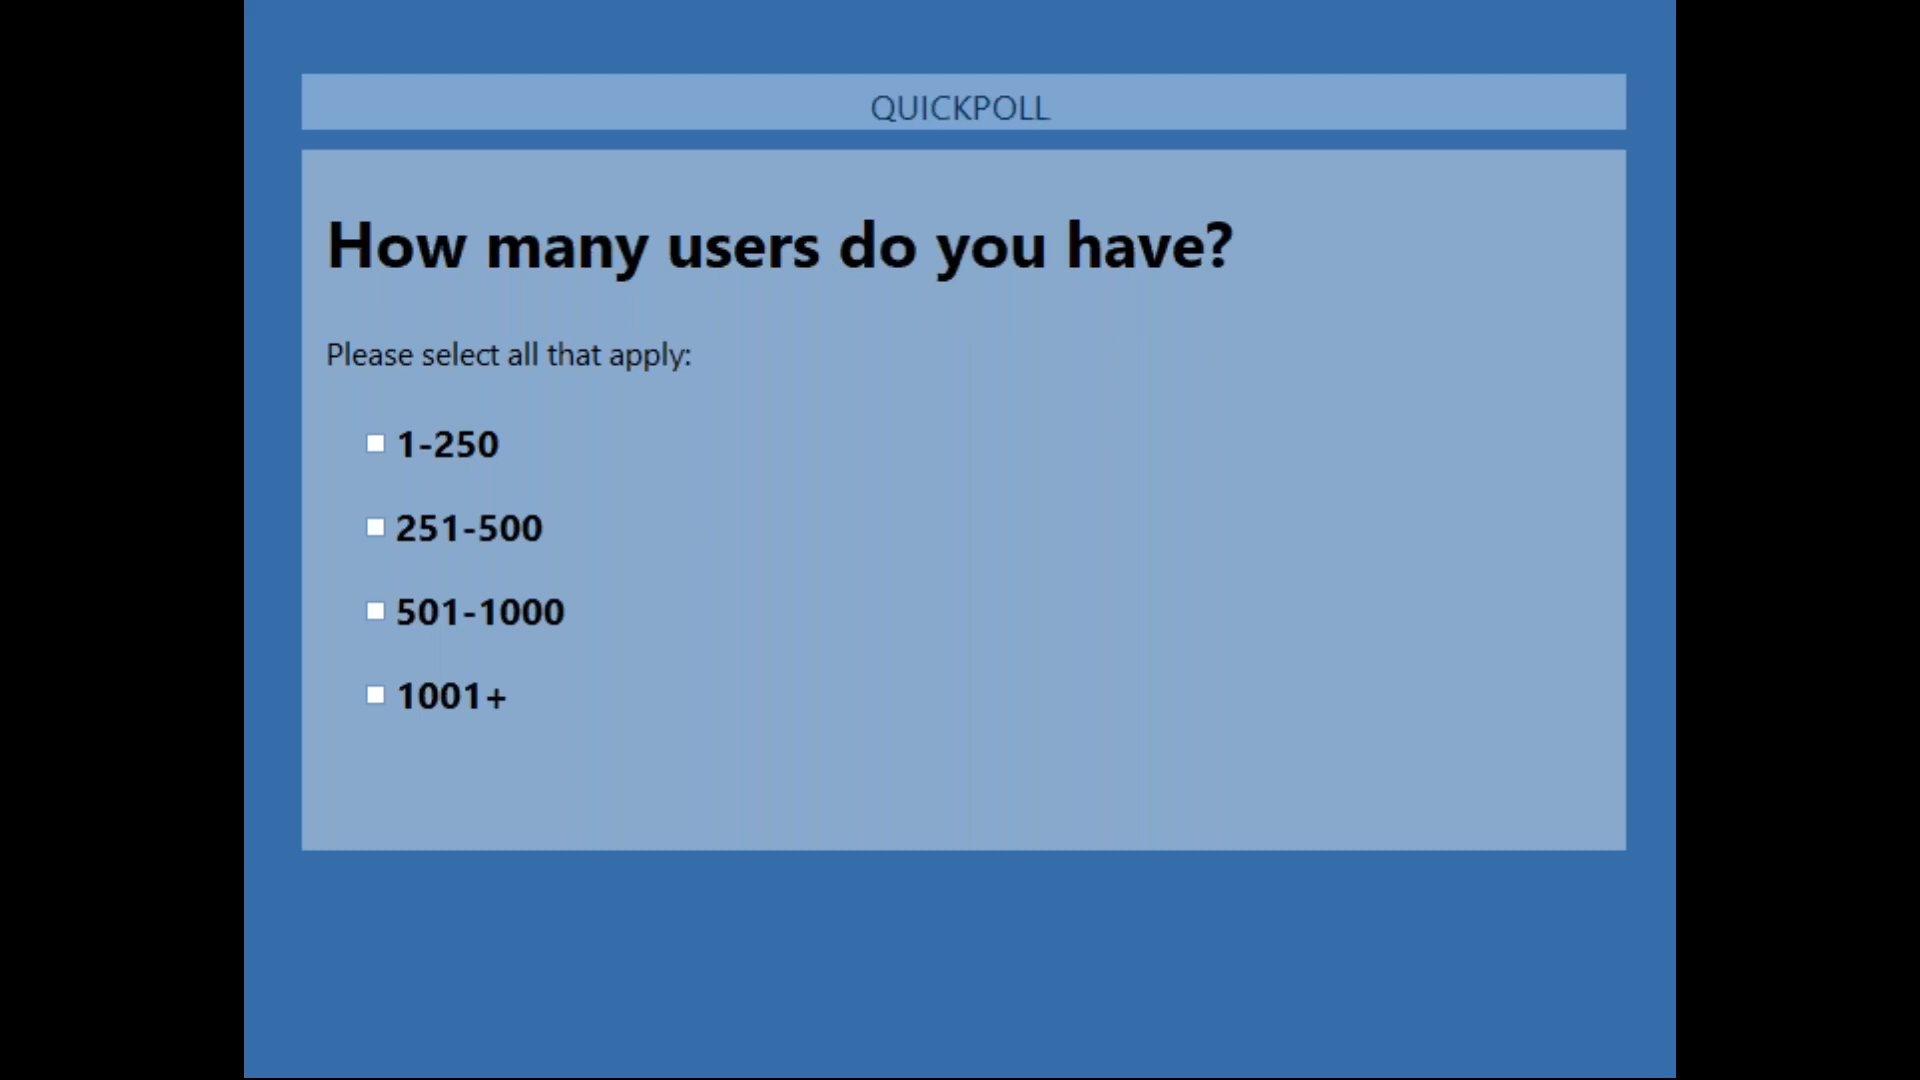 QUICKPOLL
How many users do you have?
Please select all that apply:
1-250
251-500
501-1000
1001+